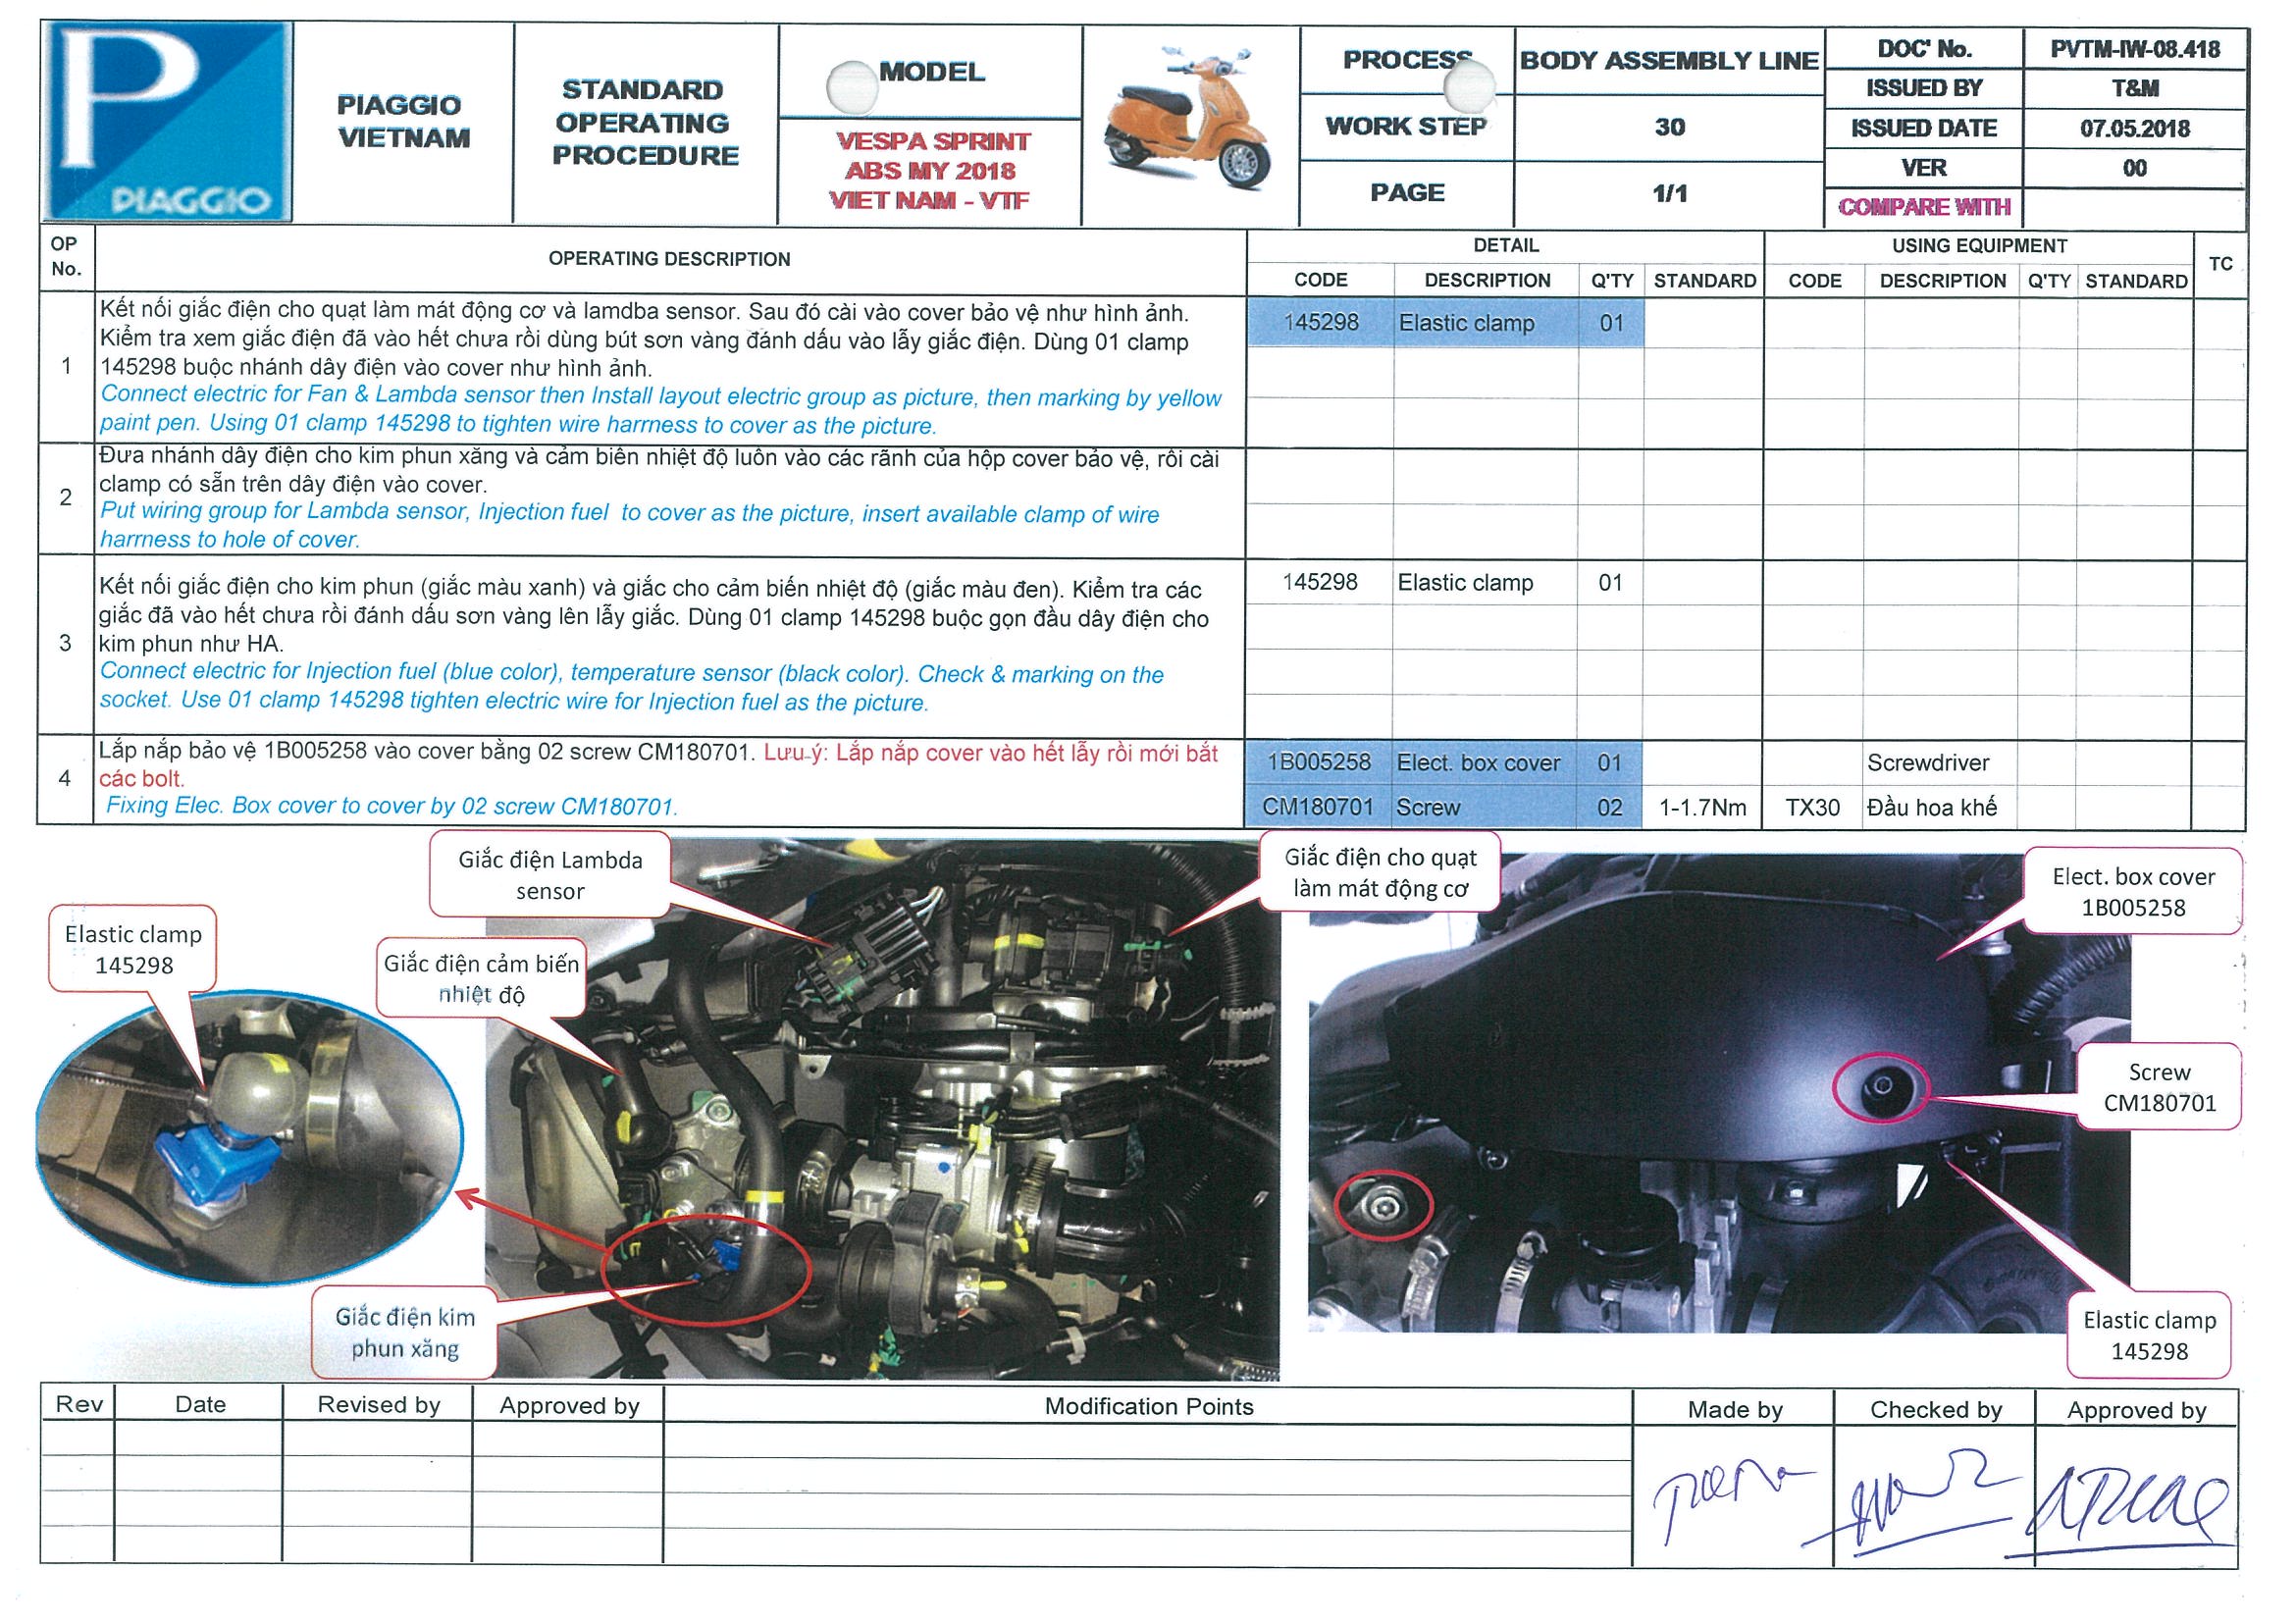 P
PIAGGIO
PIAGGIO
VIETNAM
STANDARD
OPERATING
PROCEDURE
MODEL
VESPA SPRINT
ABS MY 2018
VIET NAM - VTF
PROCESS
BODY ASSEMBLY LINE
WORK STEP
30
PAGE
1/1
DOC' No.
PVTM-IW-08.418
ISSUED BY
T&M
ISSUED DATE
07.05.2018
VER
00
COMPARE WITH
OP
No.
OPERATING DESCRIPTION
DETAIL
USING EQUIPMENT
TC
CODE
DESCRIPTION
Q'TY
STANDARD
CODE
DESCRIPTION
Q'TY
STANDARD
1
Kết nối giắc điện cho quạt làm mát động cơ và lamdba sensor. Sau đó cài vào cover bảo vệ như hình ảnh.
Kiểm tra xem giắc điện đã vào hết chưa rồi dùng bút sơn vàng đánh dấu vào lẫy giắc điện. Dùng 01 clamp
145298 buộc nhánh dây điện vào cover như hình ảnh.
Connect electric for Fan & Lambda sensor then Install layout electric group as picture, then marking by yellow
paint pen. Using 01 clamp 145298 to tighten wire harrness to cover as the picture.
145298
Elastic clamp
01
2
Đưa nhánh dây điện cho kim phun xăng và cảm biên nhiệt độ luôn vào các rãnh của hộp cover bảo vệ, rôi cài
clamp có sẵn trên dây điện vào cover.
Put wiring group for Lambda sensor, Injection fuel to cover as the picture, insert available clamp of wire
harrness to hole of cover.
3
Kết nối giắc điện cho kim phun (giắc màu xanh) và giắc cho cảm biến nhiệt độ (giắc màu đen). Kiểm tra các
giắc đã vào hết chưa rồi đánh dấu sơn vàng lên lẫy giắc. Dùng 01 clamp 145298 buộc gọn đầu dây điện cho
kim phun như HA.
Connect electric for Injection fuel (blue color), temperature sensor (black color). Check & marking on the
socket. Use 01 clamp 145298 tighten electric wire for Injection fuel as the picture.
145298
Elastic clamp
01
4
Lắp nắp bảo vệ 1B005258 vào cover bằng 02 screw CM180701. Lưu ý: Lắp nắp cover vào hết lẫy rồi mới bắt
các bolt.
Fixing Elec. Box cover to cover by 02 screw CM180701.
1B005258
Elect. box cover
01
Screwdriver
CM180701
Screw
02
1-1.7Nm
TX30
Đầu hoa khế
Giắc điện Lambda
sensor
Giắc điện cho quạt
làm mát động cơ
Elect. box cover
1B005258
Elastic clamp
145298
Giắc điện cảm biến
nhiệt độ
Screw
CM180701
Giắc điện kim
phun xăng
Elastic clamp
145298
Rev
Date
Revised by
Approved by
Modification Points
Made by
Checked by
Approved by